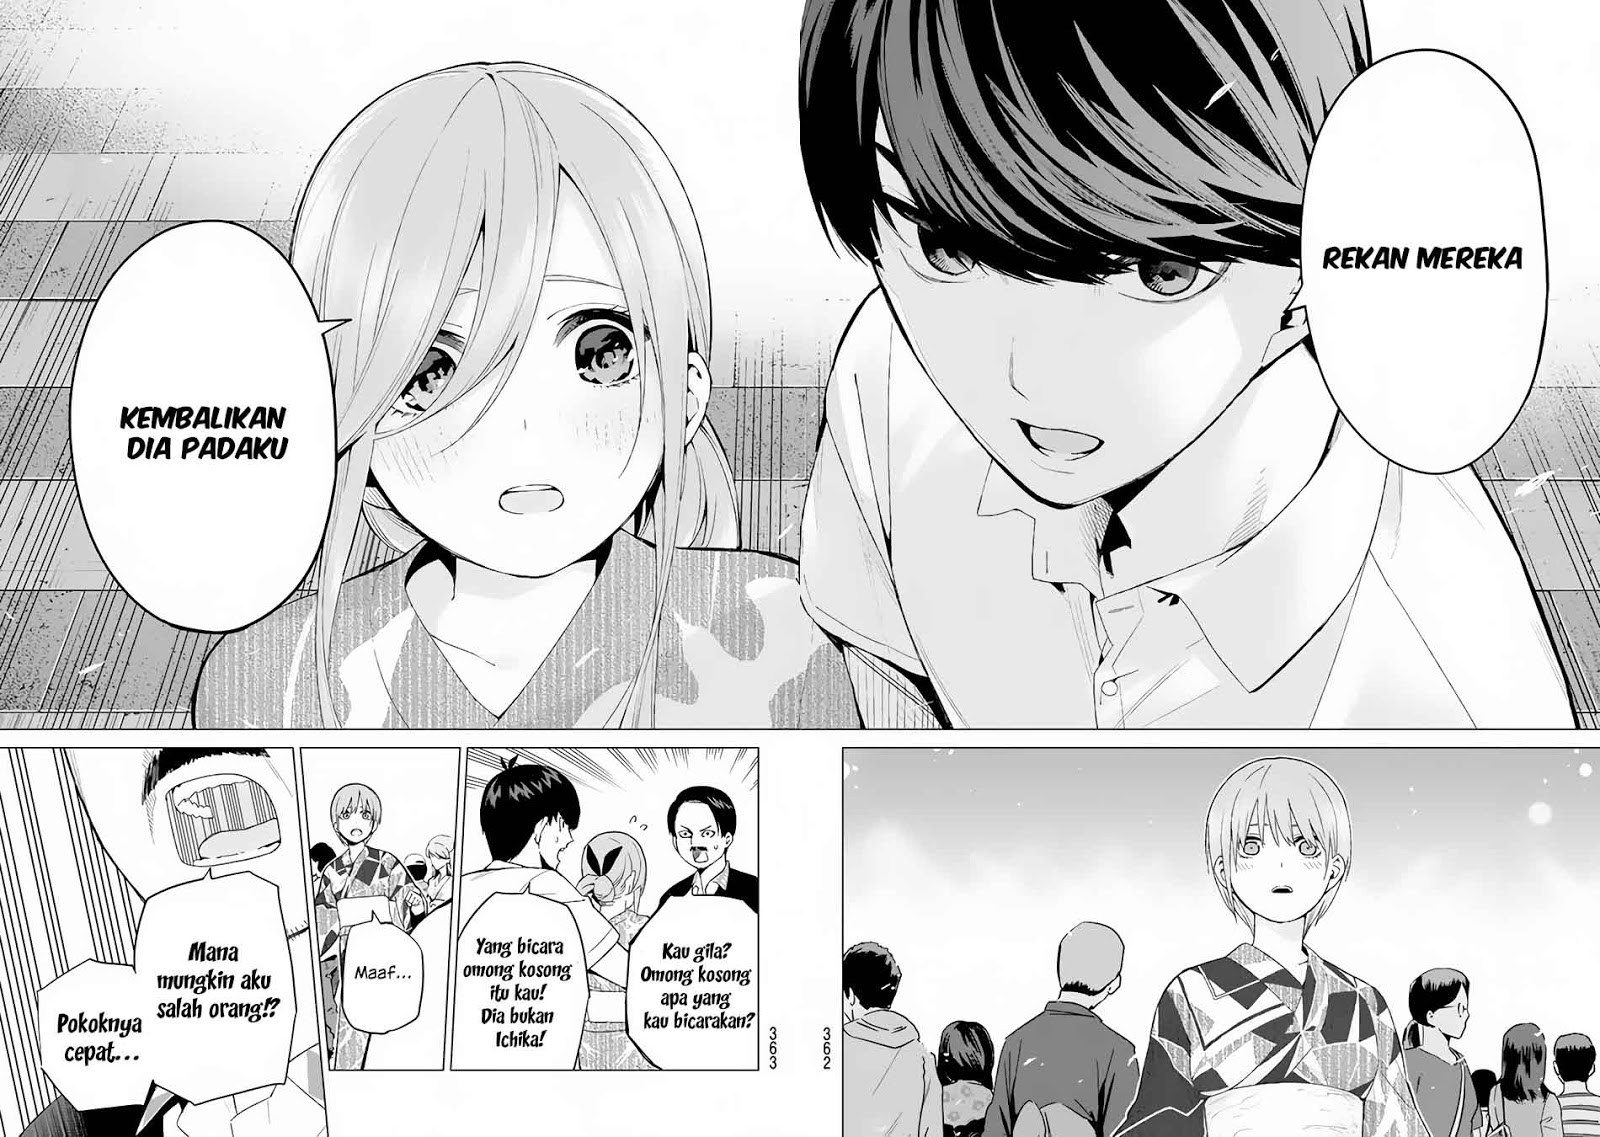 REKAN MEREKA
KEMBALIKAN
DIA PADAKU
Kau gila?
Omong kosong
apa yang
kau bicarakan?
Yang bicara
omong kosong
itu kau!
Dia bukan
Ichika!
Maaf...
Mana
mungkin aku
salah orang!?
Pokoknya
cepat...
362
363